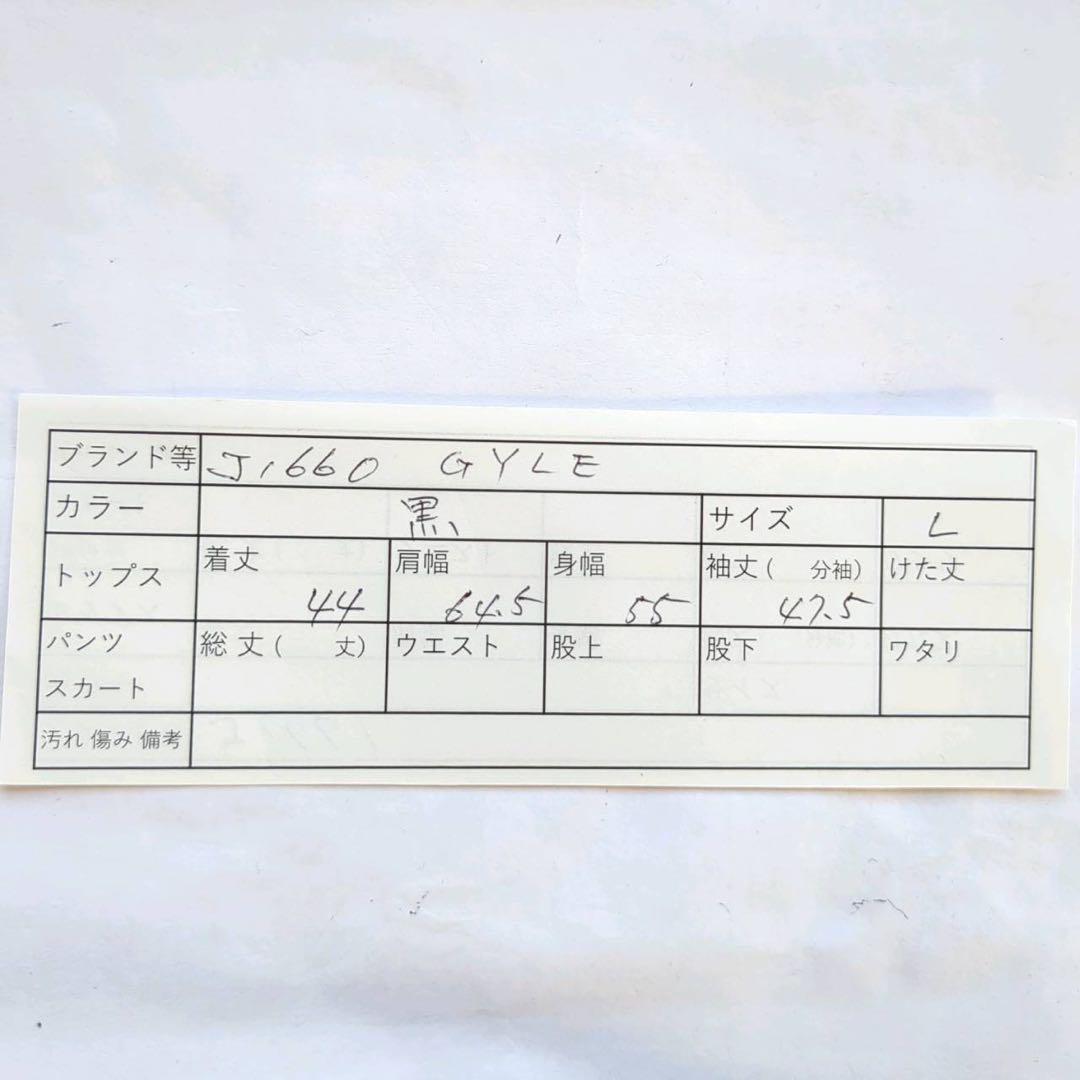 ブランド等 J1660 GYLE
カラー 黒 サイズ L
トップス 着丈 44 肩幅 64.5 身幅 55 袖丈( 分袖) 47.5 けた丈
パンツ スカート 総丈( 丈) ウエスト 股上 股下 ワタリ
汚れ 傷み 備考